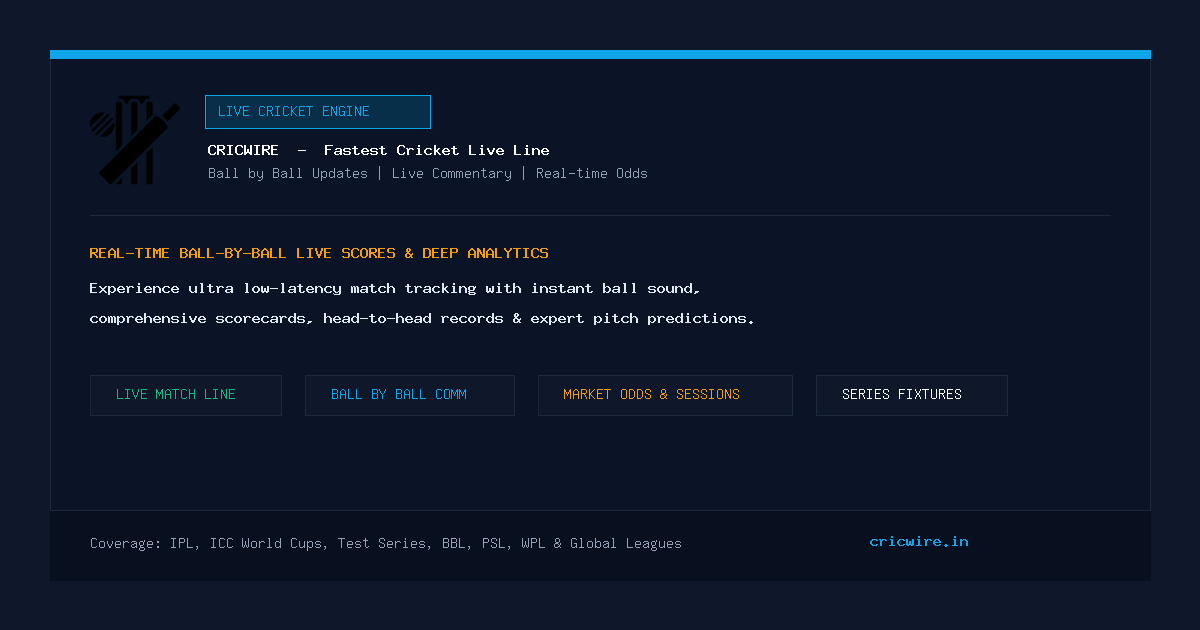 LIVE CRICKET ENGINE
CRICWIRE – Fastest Cricket Live Line
Ball by Ball Updates | Live Commentary | Real-time Odds
REAL-TIME BALL-BY-BALL LIVE SCORES & DEEP ANALYTICS
Experience ultra low-latency match tracking with instant ball sound,
comprehensive scorecards, head-to-head records & expert pitch predictions.
LIVE MATCH LINE
BALL BY BALL COMM
MARKET ODDS & SESSIONS
SERIES FIXTURES
Coverage: IPL, ICC World Cups, Test Series, BBL, PSL, WPL & Global Leagues
cricwire.in